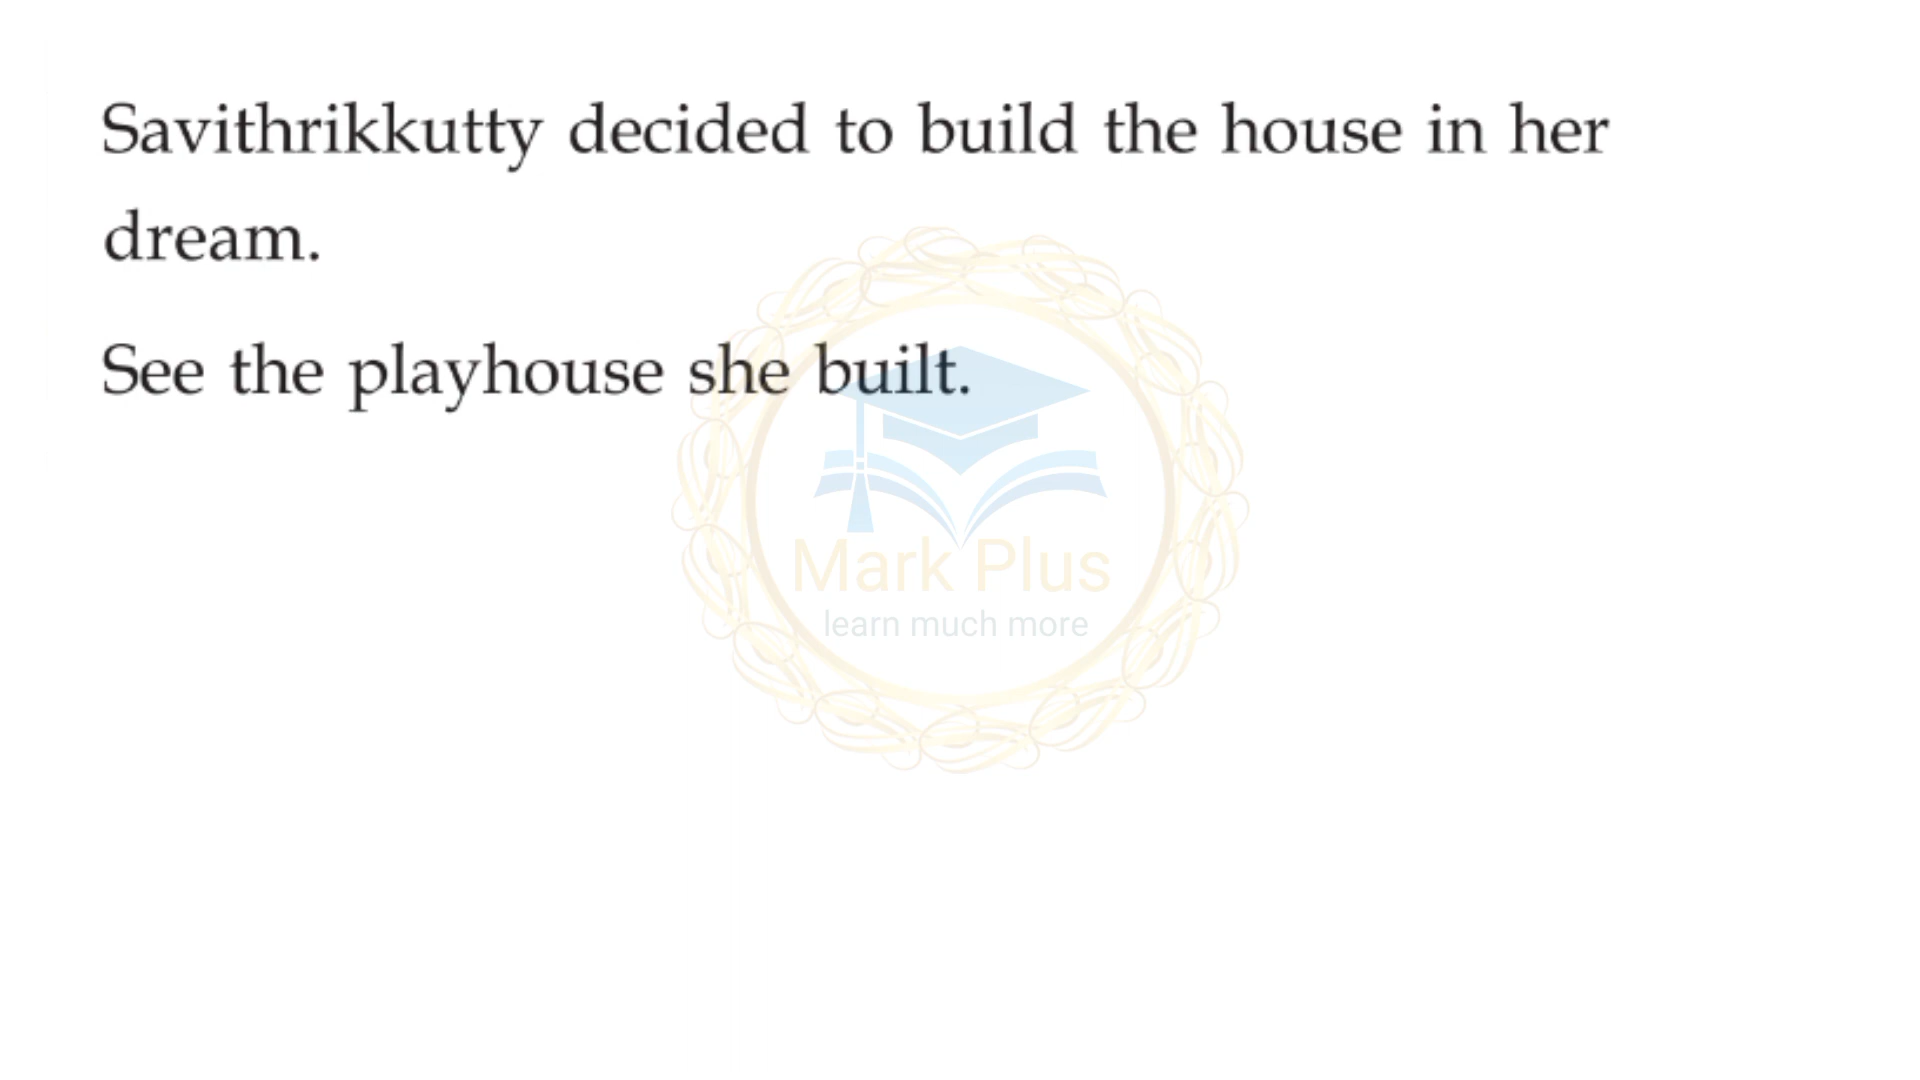 Savithrikkutty decided to build the house in her
dream.
See the playhouse she built.
Mark Plus
learn much more